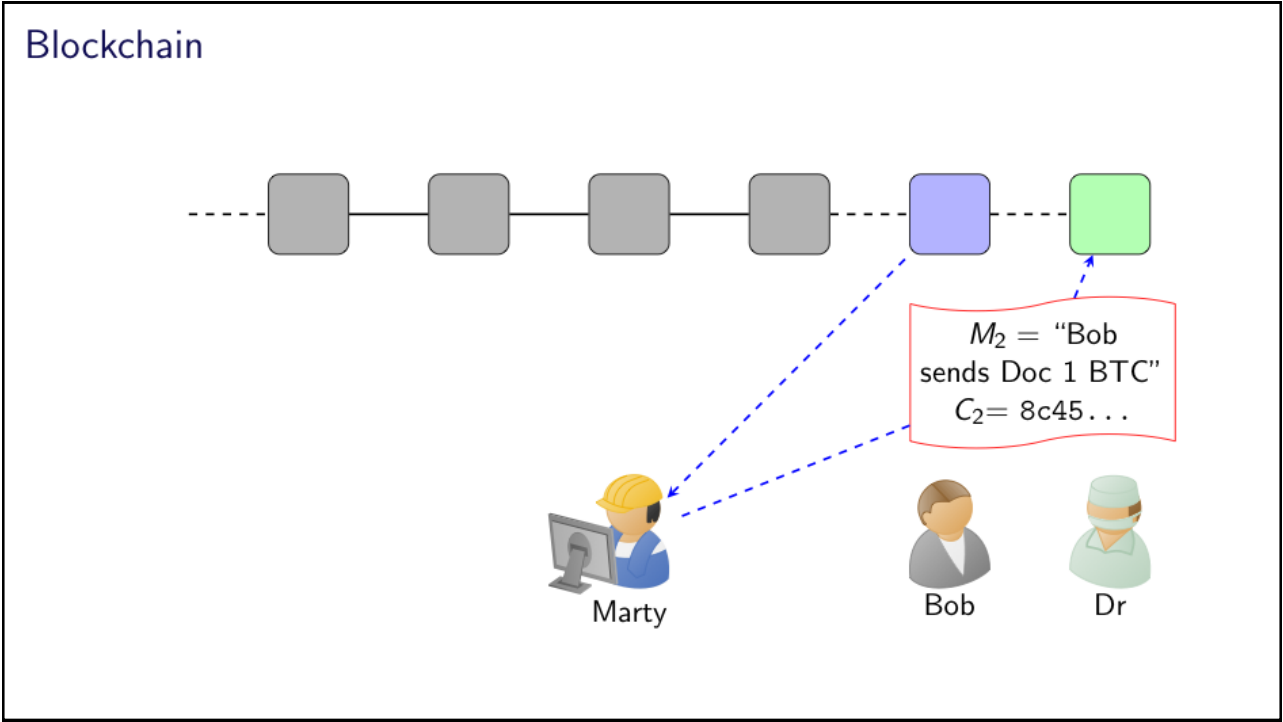 Blockchain
M₂ = “Bob
sends Doc 1 BTC”
C₂= 8c45...
Marty
Bob
Dr